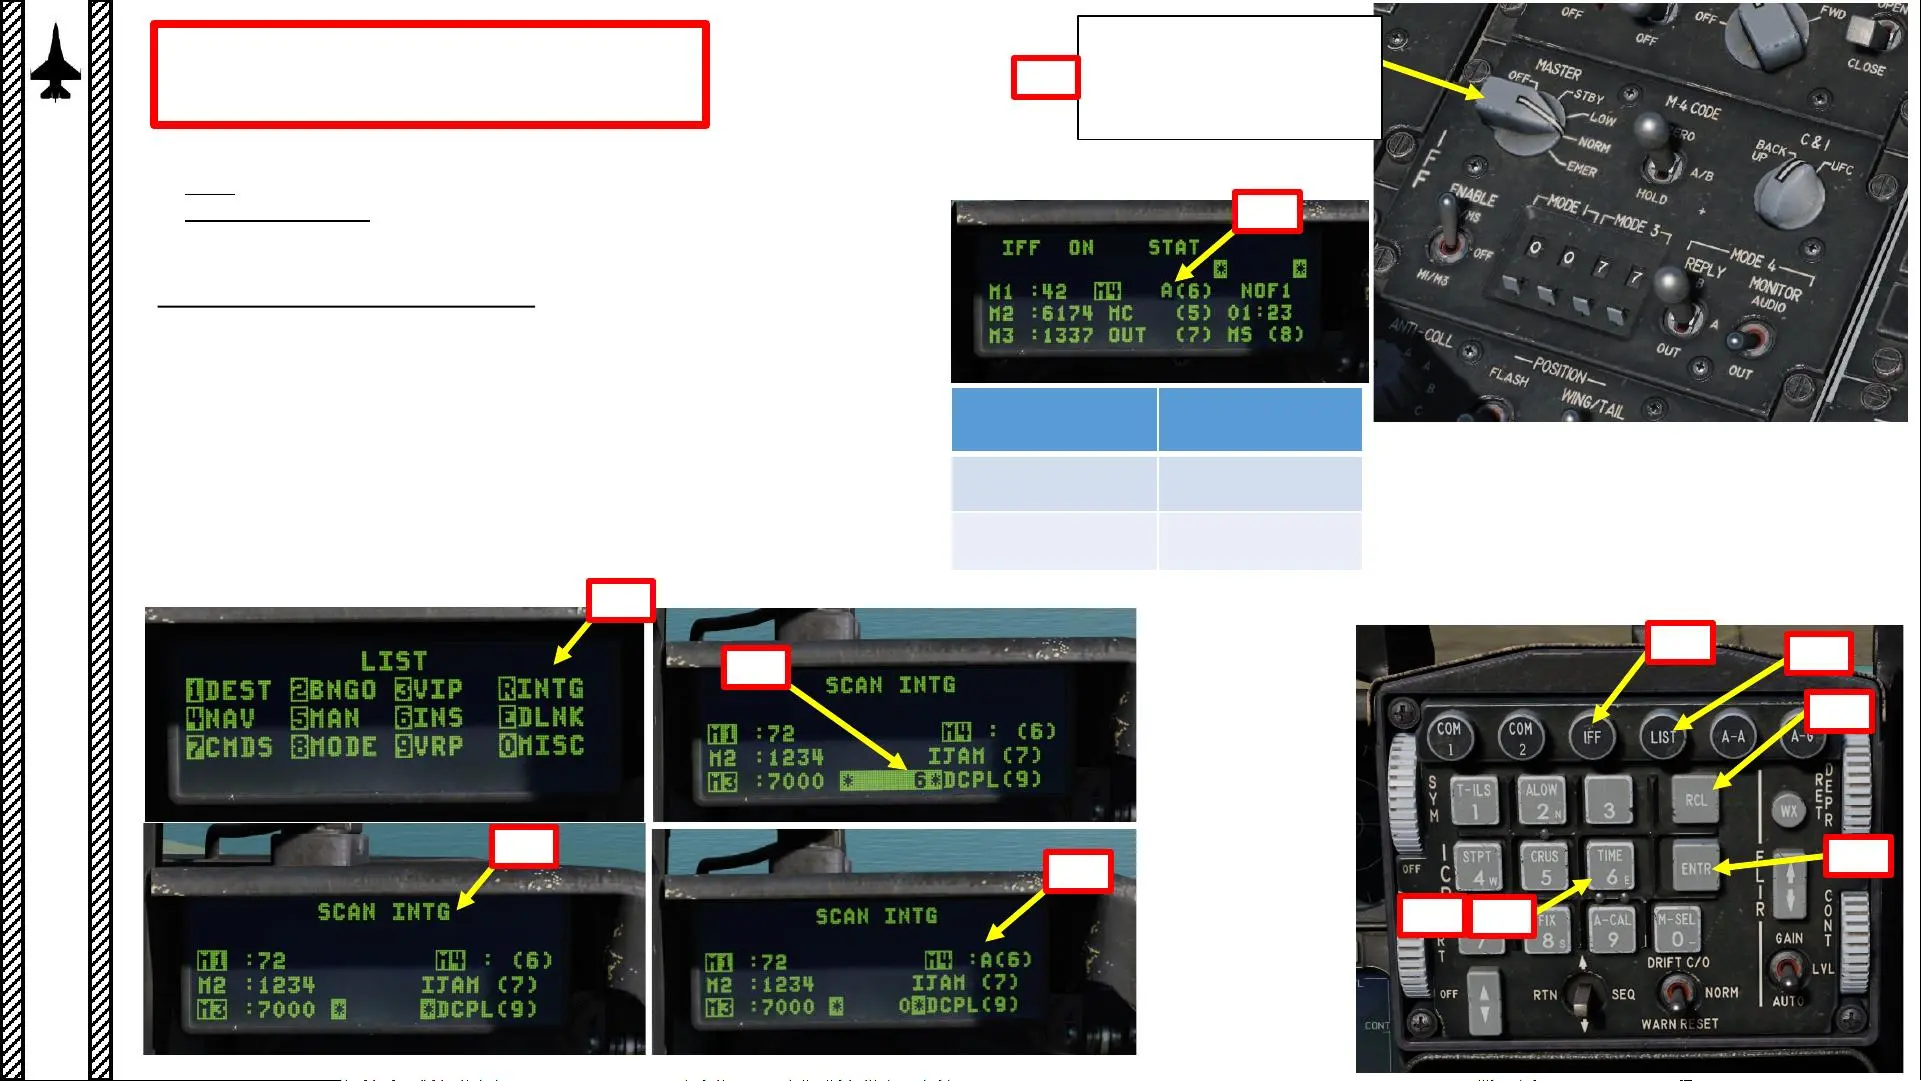 OFF
OFF
FWD
OPEN
CLOSE
MASTER
OFF
STBY
LOW
NORM
EMER
M-4 CODE
A/B
HOLD
C & I
BACK UP
UFC
IFF
ENABLE
OFF
M1/M3
MODE 1
MODE 3
0 0 7 7
MODE 4
REPLY
B
A
OUT
MONITOR
AUDIO
OUT
ANTI-COLL
POSITION
FLASH
WING/TAIL
A
B
C
IFF ON STAT
* *
M1 :42 M4 A(6) NOF1
M2 :6174 MC (5) 01:23
M3 :1337 OUT (7) MS (8)
LIST
1DEST 2BNGO 3VIP RINTG
4NAV 5MAN 6INS EDLNK
7CMDS 8MODE 9VRP 0MISC
SCAN INTG
M1 :72 M4 : (6)
M2 :1234 IJAM (7)
M3 :7000 * 6*DCPL(9)
SCAN INTG
M1 :72 M4 : (6)
M2 :1234 IJAM (7)
M3 :7000 * *DCPL(9)
SCAN INTG
M1 :72 M4 :A(6)
M2 :1234 IJAM (7)
M3 :7000 * 0*DCPL(9)
COM 1
COM 2
IFF
LIST
A-A
A-G
SYM
T-ILS 1
ALOW 2 N
3
RCL
WX
RET
DEPR
OFF
STPT 4 W
CRUS 5
TIME 6 E
ENTR
FLIR
CONT
FIX 8 S
A-CAL 9
M-SEL 0 -
GAIN
LVL
AUTO
OFF
RTN
SEQ
DRIFT C/O
NORM
WARN RESET
CONT